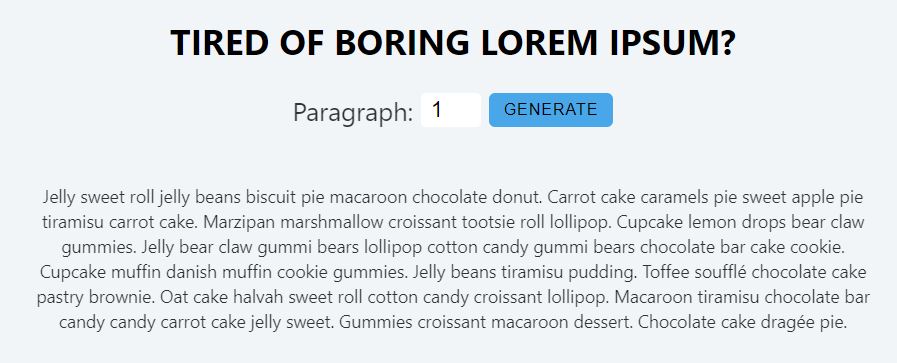 TIRED OF BORING LOREM IPSUM?
Paragraph: 1 GENERATE
Jelly sweet roll jelly beans biscuit pie macaroon chocolate donut. Carrot cake caramels pie sweet apple pie
tiramisu carrot cake. Marzipan marshmallow croissant tootsie roll lollipop. Cupcake lemon drops bear claw
gummies. Jelly bear claw gummi bears lollipop cotton candy gummi bears chocolate bar cake cookie.
Cupcake muffin danish muffin cookie gummies. Jelly beans tiramisu pudding. Toffee soufflé chocolate cake
pastry brownie. Oat cake halvah sweet roll cotton candy croissant lollipop. Macaroon tiramisu chocolate bar
candy candy carrot cake jelly sweet. Gummies croissant macaroon dessert. Chocolate cake dragée pie.